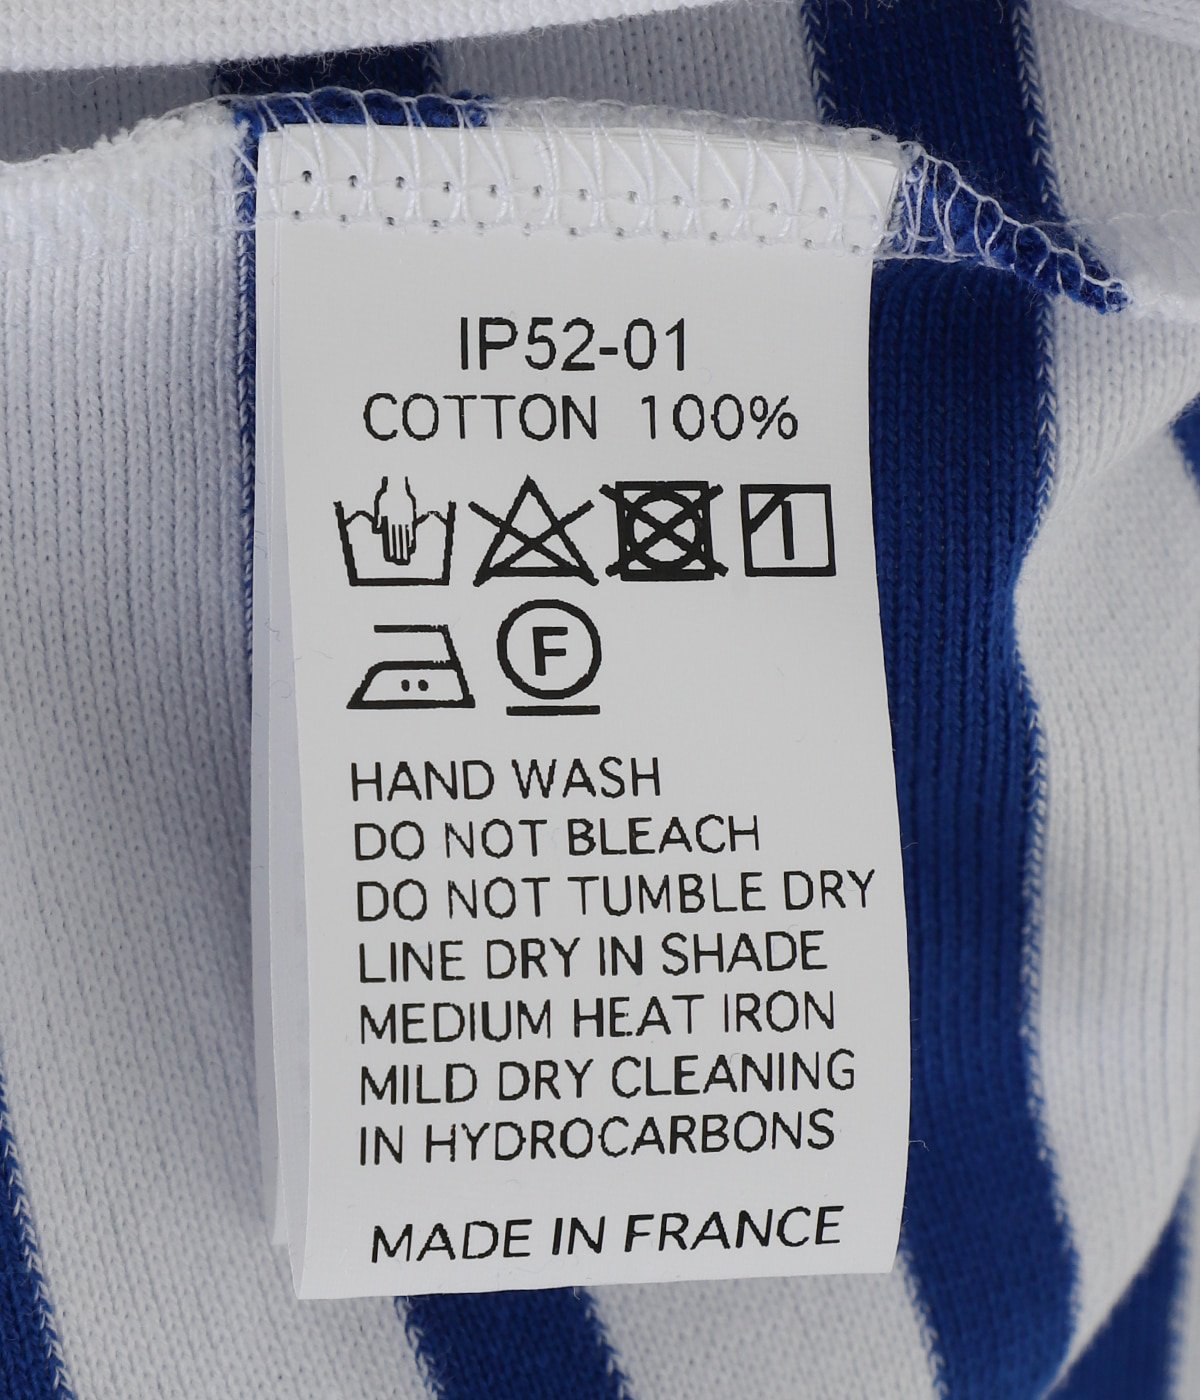 IP52-01
COTTON 100%
F
HAND WASH
DO NOT BLEACH
DO NOT TUMBLE DRY
LINE DRY IN SHADE
MEDIUM HEAT IRON
MILD DRY CLEANING
IN HYDROCARBONS
MADE IN FRANCE